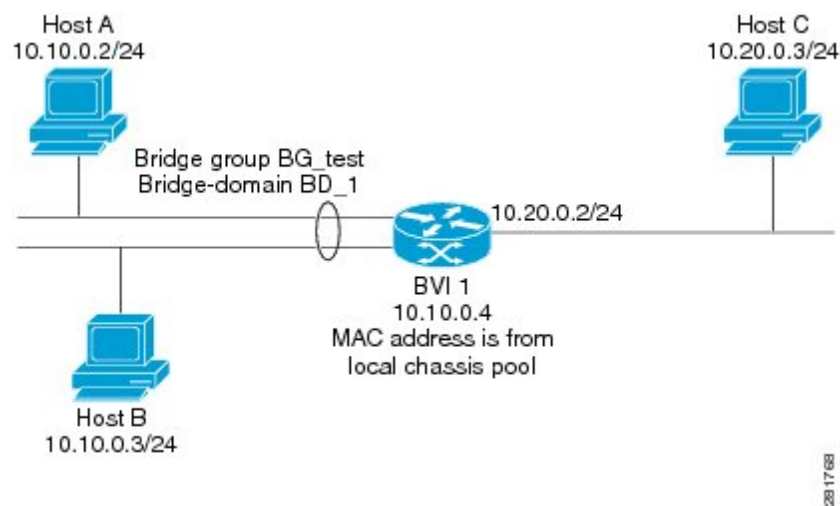 Host A
10.10.0.2/24
Host C
10.20.0.3/24
Bridge group BG_test
Bridge-domain BD_1
10.20.0.2/24
BVI 1
10.10.0.4
MAC address is from
local chassis pool
Host B
10.10.0.3/24
281768